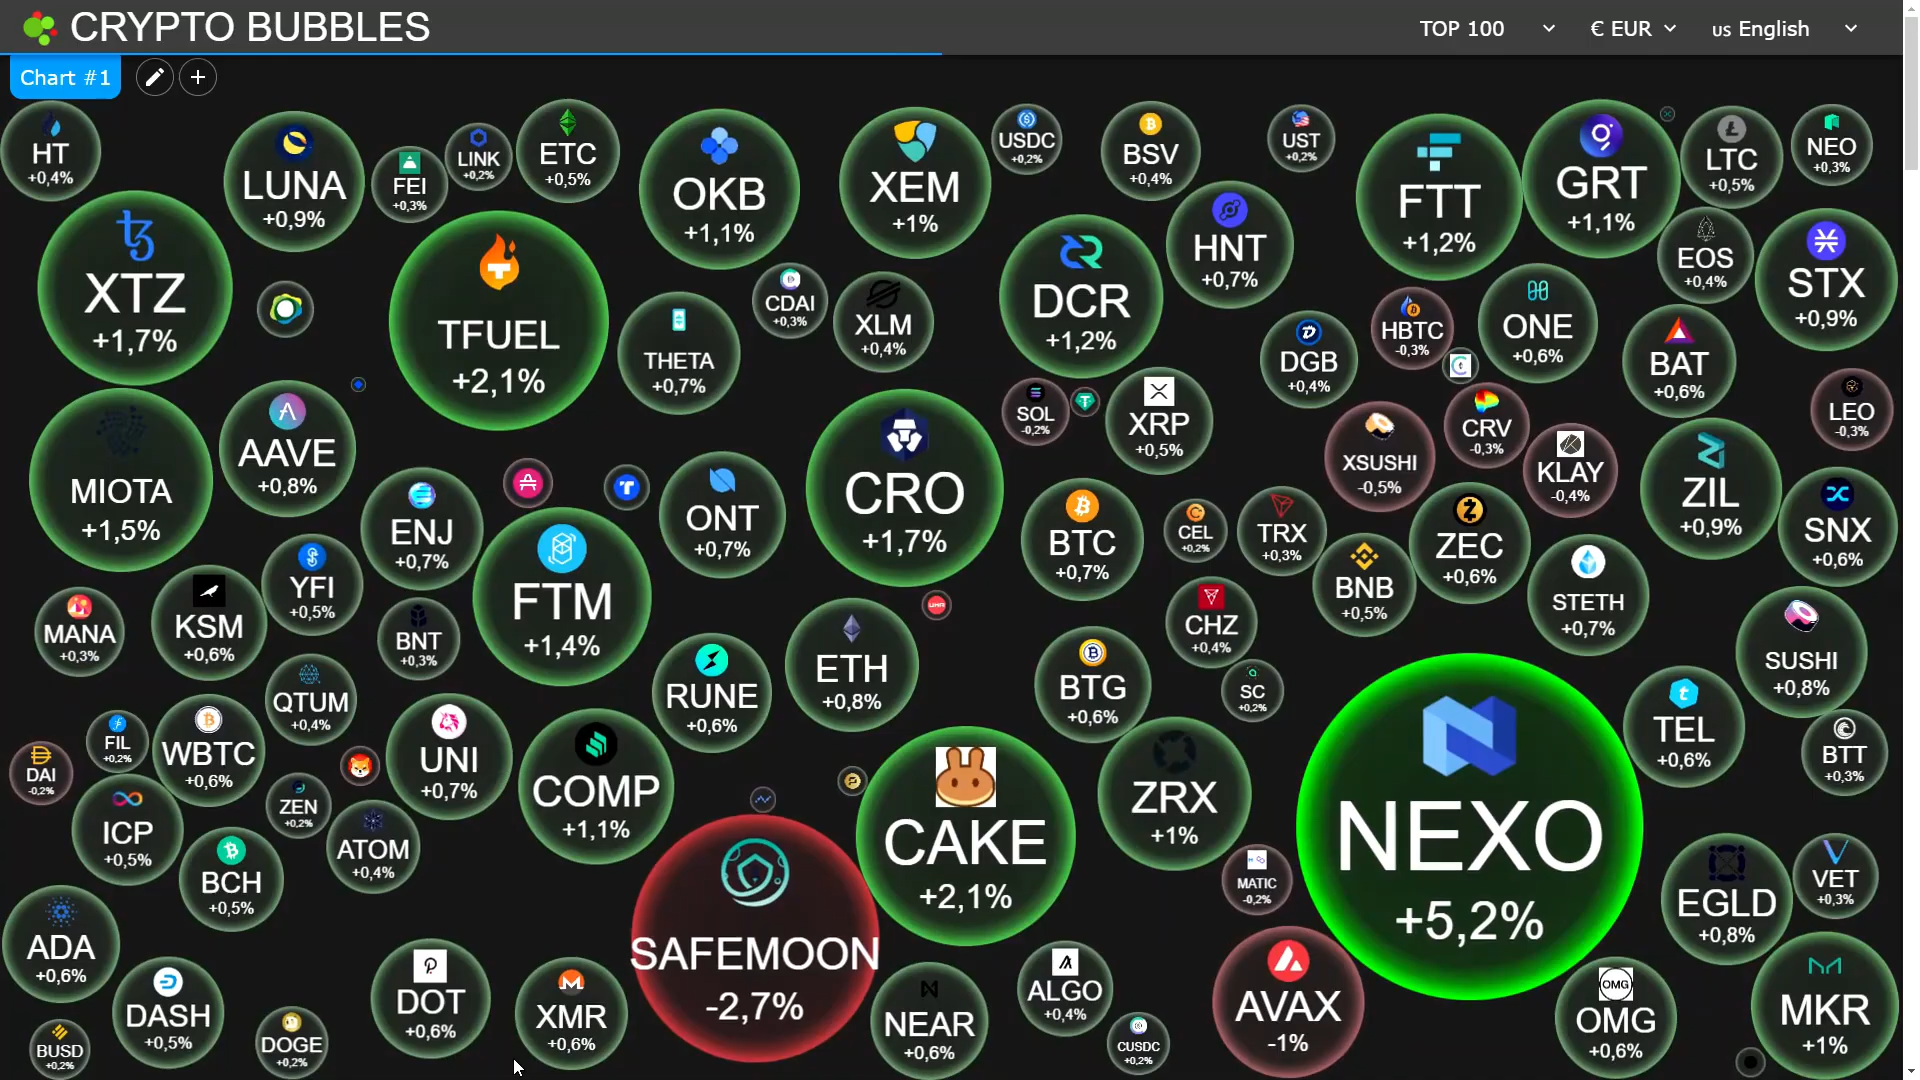 CRYPTO BUBBLES
TOP 100
€ EUR
us English
Chart #1
HT
+0,4%
LUNA
+0,9%
FEI
+0,3%
LINK
+0,2%
ETC
+0,5%
OKB
+1,1%
XEM
+1%
USDC
+0,2%
BSV
+0,4%
UST
+0,2%
FTT
+1,2%
GRT
+1,1%
LTC
+0,5%
NEO
+0,3%
XTZ
+1,7%
TFUEL
+2,1%
THETA
+0,7%
CDAI
+0,3%
XLM
+0,4%
DCR
+1,2%
HNT
+0,7%
DGB
+0,4%
HBTC
-0,3%
ONE
+0,6%
EOS
+0,4%
BAT
+0,6%
STX
+0,9%
MIOTA
+1,5%
AAVE
+0,8%
ENJ
+0,7%
ONT
+0,7%
CRO
+1,7%
SOL
-0,2%
XRP
+0,5%
XSUSHI
-0,5%
CRV
-0,3%
KLAY
-0,4%
ZIL
+0,9%
LEO
-0,3%
SNX
+0,6%
MANA
+0,3%
KSM
+0,6%
YFI
+0,5%
BNT
+0,3%
FTM
+1,4%
BTC
+0,7%
CEL
+0,2%
TRX
+0,3%
BNB
+0,5%
ZEC
+0,6%
STETH
+0,7%
SUSHI
+0,8%
QTUM
+0,4%
RUNE
+0,6%
ETH
+0,8%
UMA
BTG
+0,6%
CHZ
+0,4%
SC
+0,2%
DAI
-0,2%
FIL
+0,2%
WBTC
+0,6%
UNI
+0,7%
COMP
+1,1%
CAKE
+2,1%
ZRX
+1%
NEXO
+5,2%
TEL
+0,6%
BTT
+0,3%
ICP
+0,5%
BCH
+0,5%
ZEN
+0,2%
ATOM
+0,4%
SAFEMOON
-2,7%
MATIC
-0,2%
EGLD
+0,8%
VET
+0,3%
ADA
+0,6%
DASH
+0,5%
DOT
+0,6%
XMR
+0,6%
NEAR
+0,6%
ALGO
+0,4%
AVAX
-1%
OMG
OMG
+0,6%
MKR
+1%
BUSD
+0,2%
DOGE
+0,2%
CUSDC
+0,2%